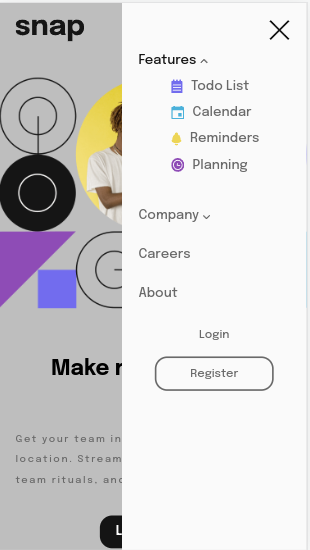 snap
Features
Todo List
Calendar
Reminders
Planning
Company
Careers
About
Login
Register
Make
Get your team in
location. Stream
team rituals, and